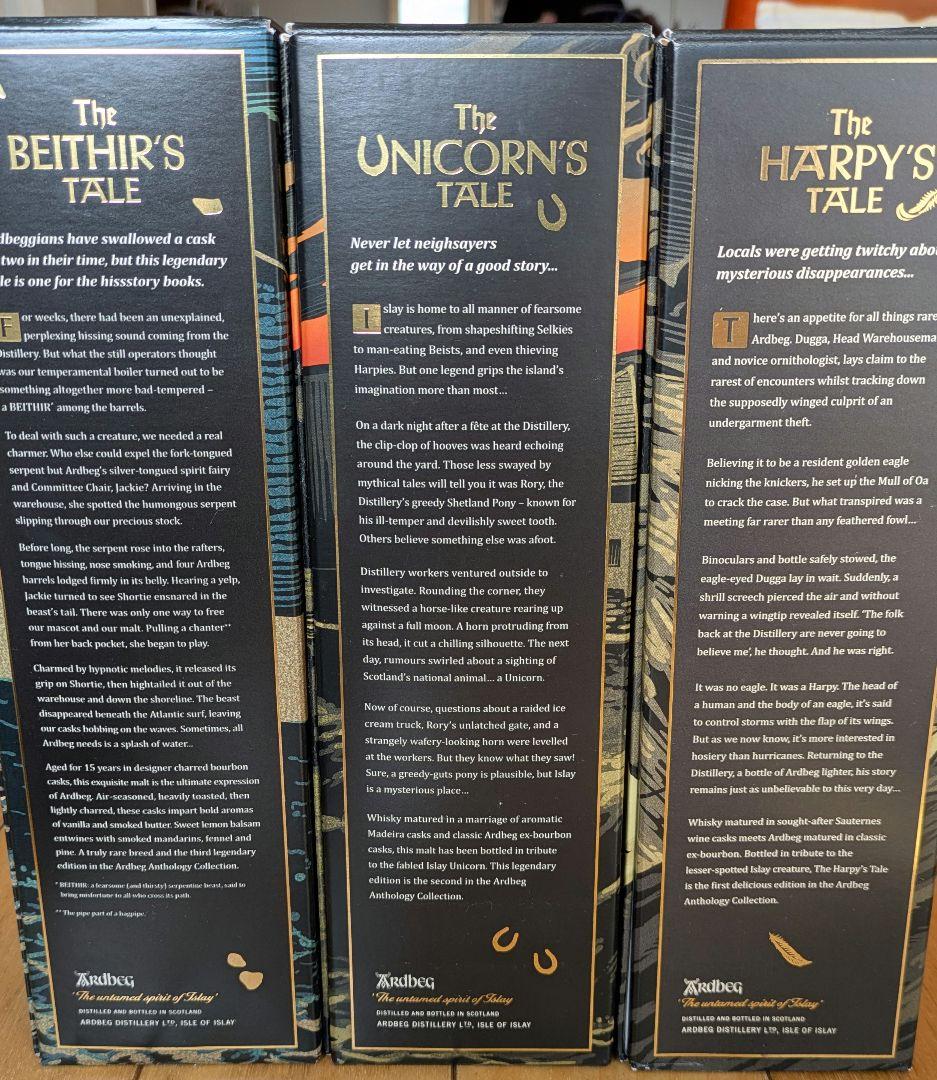 The
BEITHIR'S
TALE
dbeggians have swallowed a cask
two in their time, but this legendary
le is one for the hissstory books.
For weeks, there had been an unexplained,
perplexing hissing sound coming from the
Distillery. But what the still operators thought
was our temperamental boiler turned out to be
something altogether more bad-tempered –
a BEITHIR* among the barrels.
To deal with such a creature, we needed a real
charmer. Who else could expel the fork-tongued
serpent but Ardbeg's silver-tongued spirit fairy
and Committee Chair, Jackie? Arriving in the
warehouse, she spotted the humongous serpent
slipping through our precious stock.
Before long, the serpent rose into the rafters,
tongue hissing, nose smoking, and four Ardbeg
barrels lodged firmly in its belly. Hearing a yelp,
Jackie turned to see Shortie ensnared in the
beast's tail. There was only one way to free
our mascot and our malt. Pulling a chanter**
from her back pocket, she began to play.
Charmed by hypnotic melodies, it released its
grip on Shortie, then hightailed it out of the
warehouse and down the shoreline. The beast
disappeared beneath the Atlantic surf, leaving
our casks bobbing on the waves. Sometimes, all
Ardbeg needs is a splash of water...
Aged for 15 years in designer charred bourbon
casks, this exquisite malt is the ultimate expression
of Ardbeg. Air-seasoned, heavily toasted, then
lightly charred, these casks impart bold aromas
of vanilla and smoked butter. Sweet lemon balsam
entwines with smoked mandarins, fennel and
pine. A truly rare breed and the third legendary
edition in the Ardbeg Anthology Collection.
* BEITHIR: a fearsome (and thirsty) serpentine beast, said to
bring misfortune to all who cross its path.
** The pipe part of a bagpipe.
ARDBEG
'The untamed spirit of Islay'
DISTILLED AND BOTTLED IN SCOTLAND
ARDBEG DISTILLERY LTD, ISLE OF ISLAY
The
UNICORN'S
TALE
Never let neighsayers
get in the way of a good story...
Islay is home to all manner of fearsome
creatures, from shapeshifting Selkies
to man-eating Beists, and even thieving
Harpies. But one legend grips the island's
imagination more than most...
On a dark night after a fête at the Distillery,
the clip-clop of hooves was heard echoing
around the yard. Those less swayed by
mythical tales will tell you it was Rory, the
Distillery's greedy Shetland Pony – known for
his ill-temper and devilishly sweet tooth.
Others believe something else was afoot.
Distillery workers ventured outside to
investigate. Rounding the corner, they
witnessed a horse-like creature rearing up
against a full moon. A horn protruding from
its head, it cut a chilling silhouette. The next
day, rumours swirled about a sighting of
Scotland's national animal... a Unicorn.
Now of course, questions about a raided ice
cream truck, Rory's unlatched gate, and a
strangely wafery-looking horn were levelled
at the workers. But they know what they saw!
Sure, a greedy-guts pony is plausible, but Islay
is a mysterious place...
Whisky matured in a marriage of aromatic
Madeira casks and classic Ardbeg ex-bourbon
casks, this malt has been bottled in tribute
to the fabled Islay Unicorn. This legendary
edition is the second in the Ardbeg
Anthology Collection.
ARDBEG
'The untamed spirit of Islay'
DISTILLED AND BOTTLED IN SCOTLAND
ARDBEG DISTILLERY LTD, ISLE OF ISLAY
The
HARPY'S
TALE
Locals were getting twitchy abo
mysterious disappearances...
There's an appetite for all things rare
Ardbeg. Dugga, Head Warehousema
and novice ornithologist, lays claim to the
rarest of encounters whilst tracking down
the supposedly winged culprit of an
undergarment theft.
Believing it to be a resident golden eagle
nicking the knickers, he set up the Mull of Oa
to crack the case. But what transpired was a
meeting far rarer than any feathered fowl...
Binoculars and bottle safely stowed, the
eagle-eyed Dugga lay in wait. Suddenly, a
shrill screech pierced the air and without
warning a wingtip revealed itself. 'The folk
back at the Distillery are never going to
believe me', he thought. And he was right.
It was no eagle. It was a Harpy. The head of
a human and the body of an eagle, it's said
to control storms with the flap of its wings.
But as we now know, it's more interested in
hosiery than hurricanes. Returning to the
Distillery, a bottle of Ardbeg lighter, his story
remains just as unbelievable to this very day...
Whisky matured in sought-after Sauternes
wine casks meets Ardbeg matured in classic
ex-bourbon. Bottled in tribute to the
lesser-spotted Islay creature, The Harpy's Tale
is the first delicious edition in the Ardbeg
Anthology Collection.
ARDBEG
'The untamed spirit of Islay'
DISTILLED AND BOTTLED IN SCOTLAND
ARDBEG DISTILLERY LTD, ISLE OF ISLAY